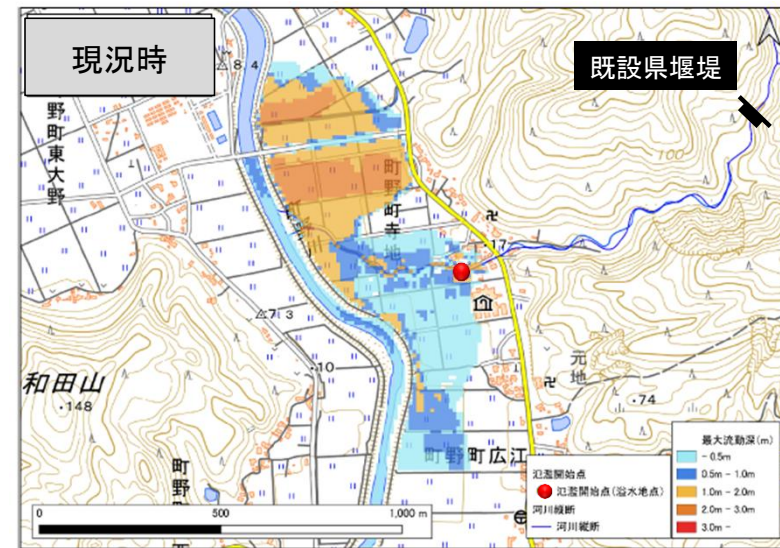 現況時
既設県堰堤
8.4
野町東大野
100
町野町寺地
17
7.3
10
元地
74
和田山
148
町野町広江
町野
0
500
1,000 m
氾濫開始点
氾濫開始点(溢水地点)
河川縦断
河川縦断
最大流動深(m)
- 0.5m
0.5m - 1.0m
1.0m - 2.0m
2.0m - 3.0m
3.0m -